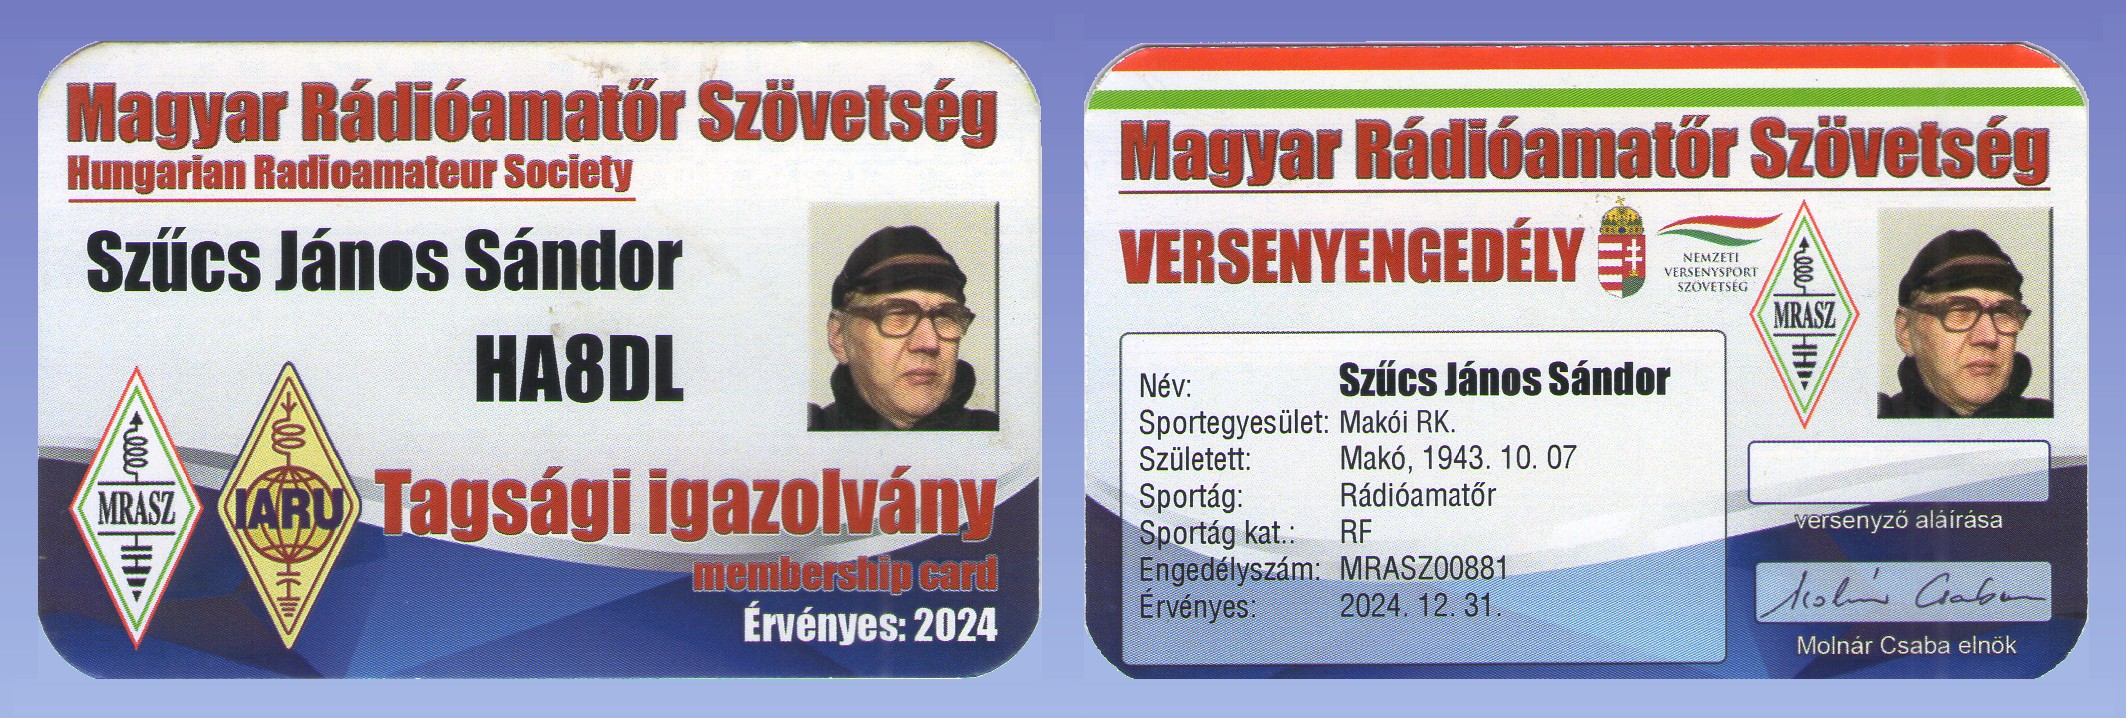 Magyar Rádióamatőr Szövetség
Hungarian Radioamateur Society
Szűcs János Sándor
HA8DL
MRASZ
IARU
Tagsági igazolvány
membership card
Érvényes: 2024
Magyar Rádióamatőr Szövetség
VERSENYENGEDÉLY
NEMZETI
VERSENYSPORT
SZÖVETSÉG
MRASZ
Név: Szűcs János Sándor
Sportegyesület: Makói RK.
Született: Makó, 1943. 10. 07
Sportág: Rádióamatőr
Sportág kat.: RF
Engedélyszám: MRASZ00881
Érvényes: 2024. 12. 31.
versenyző aláírása
Molnár Csaba
Molnár Csaba elnök